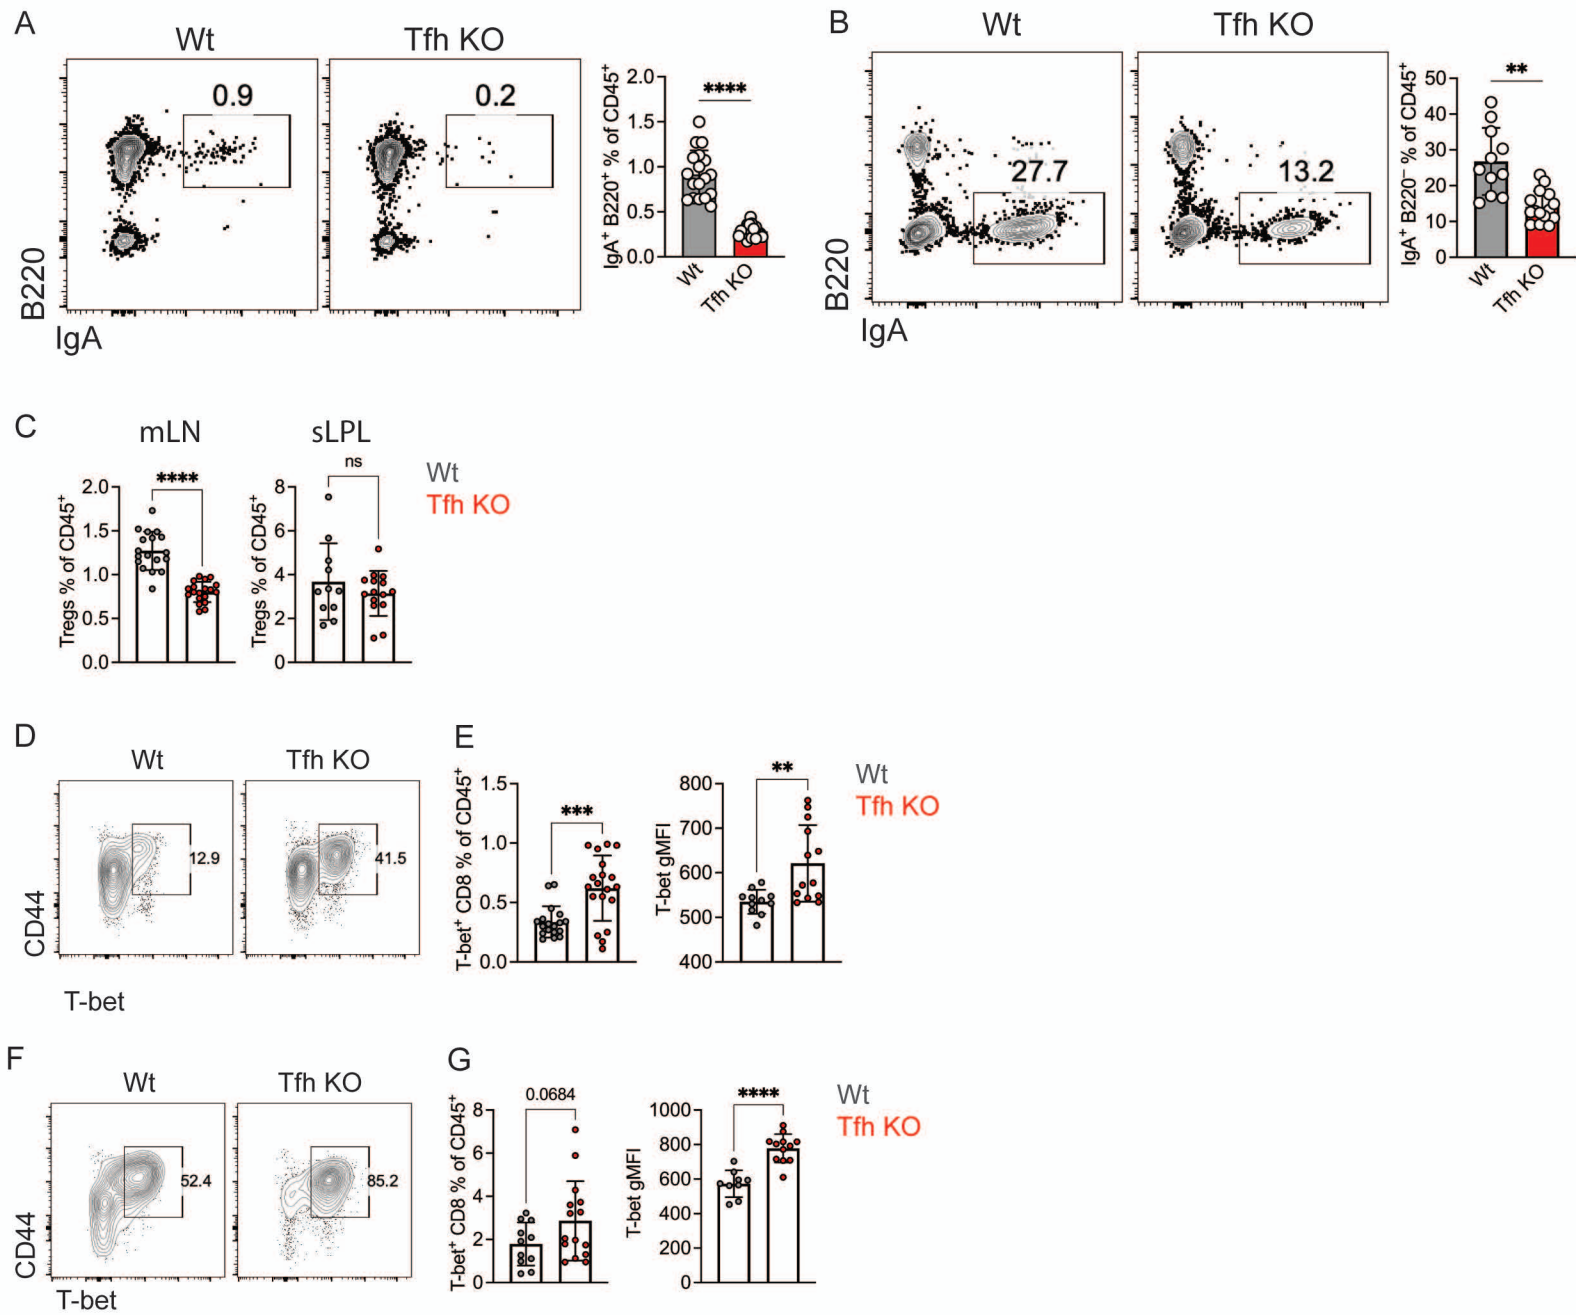 A
Wt
Tfh KO
0.9
0.2
B220
IgA
IgA⁺ B220⁺ % of CD45⁺
2.0
1.5
1.0
0.5
0.0
****
Wt
Tfh KO
B
Wt
Tfh KO
27.7
13.2
B220
IgA
IgA⁺ B220⁻ % of CD45⁺
50
40
30
20
10
0
**
Wt
Tfh KO
C
mLN
Tregs % of CD45⁺
2.0
1.5
1.0
0.5
0.0
****
sLPL
Tregs % of CD45⁺
8
6
4
2
0
ns
Wt
Tfh KO
D
Wt
Tfh KO
12.9
41.5
CD44
T-bet
E
T-bet⁺ CD8 % of CD45⁺
1.5
1.0
0.5
0.0
***
T-bet gMFI
800
700
600
500
400
**
Wt
Tfh KO
F
Wt
Tfh KO
52.4
85.2
CD44
T-bet
G
T-bet⁺ CD8 % of CD45⁺
8
6
4
2
0
0.0684
T-bet gMFI
1000
800
600
400
200
0
****
Wt
Tfh KO